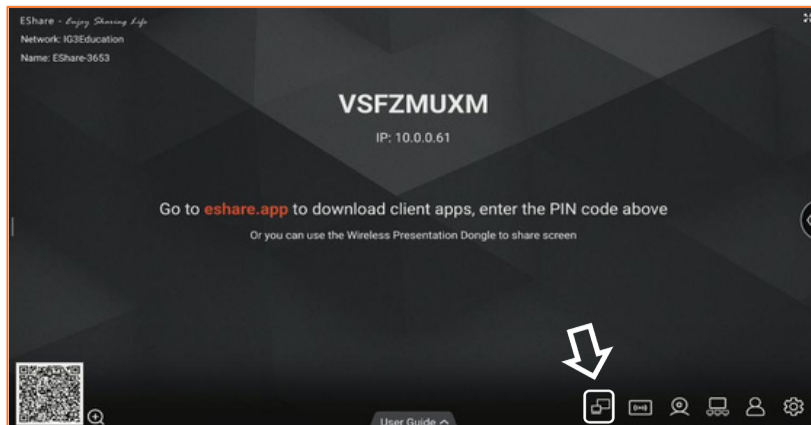 EShare - Enjoy Sharing Life
Network: IG3Education
Name: EShare-3653
VSFZMUXM
IP: 10.0.0.61
Go to eshare.app to download client apps, enter the PIN code above
Or you can use the Wireless Presentation Dongle to share screen
User Guide